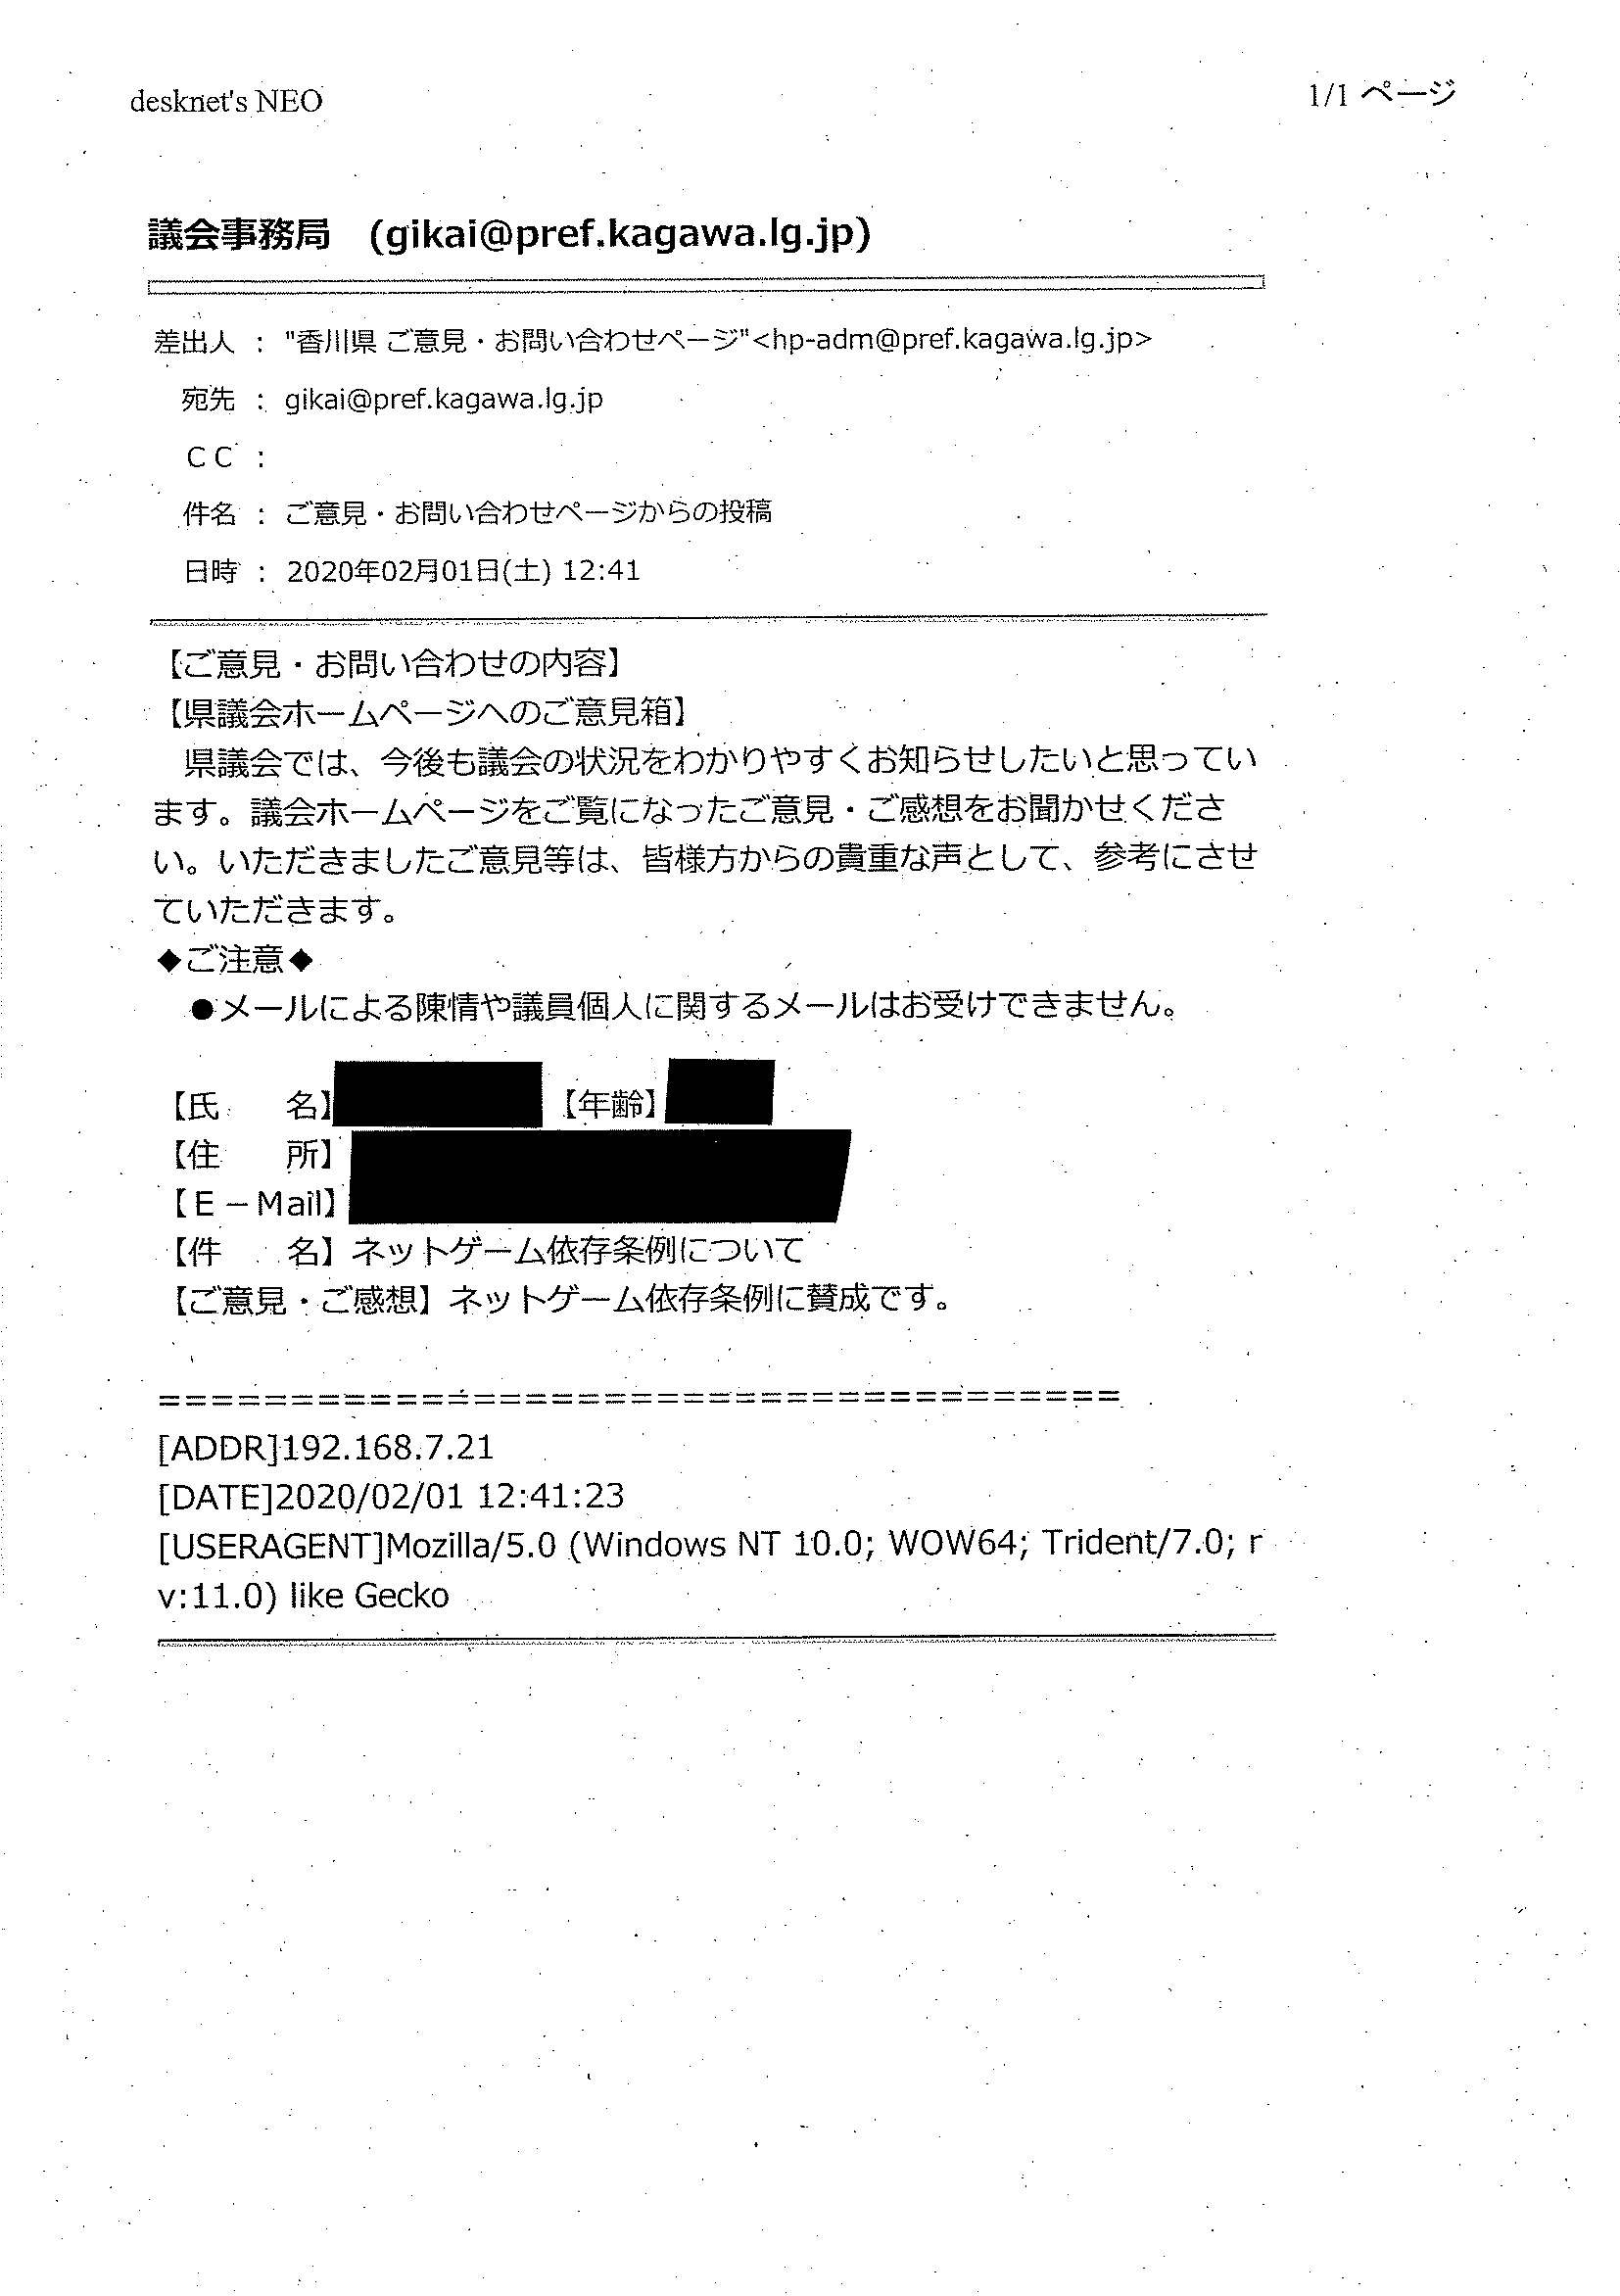 desknet's NEO
1/1 ページ
議会事務局　(gikai@pref.kagawa.lg.jp)
差出人 ： "香川県 ご意見・お問い合わせページ"<hp-adm@pref.kagawa.lg.jp>
宛先 ： gikai@pref.kagawa.lg.jp
ＣＣ ：
件名 ： ご意見・お問い合わせページからの投稿
日時 ： 2020年02月01日(土) 12:41
【ご意見・お問い合わせの内容】
【県議会ホームページへのご意見箱】
　県議会では、今後も議会の状況をわかりやすくお知らせしたいと思ってい
ます。議会ホームページをご覧になったご意見・ご感想をお聞かせくださ
い。いただきましたご意見等は、皆様方からの貴重な声として、参考にさせ
ていただきます。
◆ご注意◆
　●メールによる陳情や議員個人に関するメールはお受けできません。
【氏　　名】　【年齢】
【住　　所】
【Ｅ－Mail】
【件　　名】ネットゲーム依存条例について
【ご意見・ご感想】ネットゲーム依存条例に賛成です。
=====================================
[ADDR]192.168.7.21
[DATE]2020/02/01 12:41:23
[USERAGENT]Mozilla/5.0 (Windows NT 10.0; WOW64; Trident/7.0; r
v:11.0) like Gecko